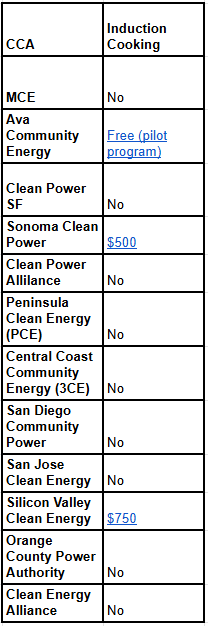 CCA
Induction
Cooking
MCE
No
Ava
Community
Energy
Free (pilot
program)
Clean Power
SF
No
Sonoma Clean
Power
$500
Clean Power
Allilance
No
Peninsula
Clean Energy
(PCE)
No
Central Coast
Community
Energy (3CE)
No
San Diego
Community
Power
No
San Jose
Clean Energy
No
Silicon Valley
Clean Energy
$750
Orange
County Power
Authority
No
Clean Energy
Alliance
No